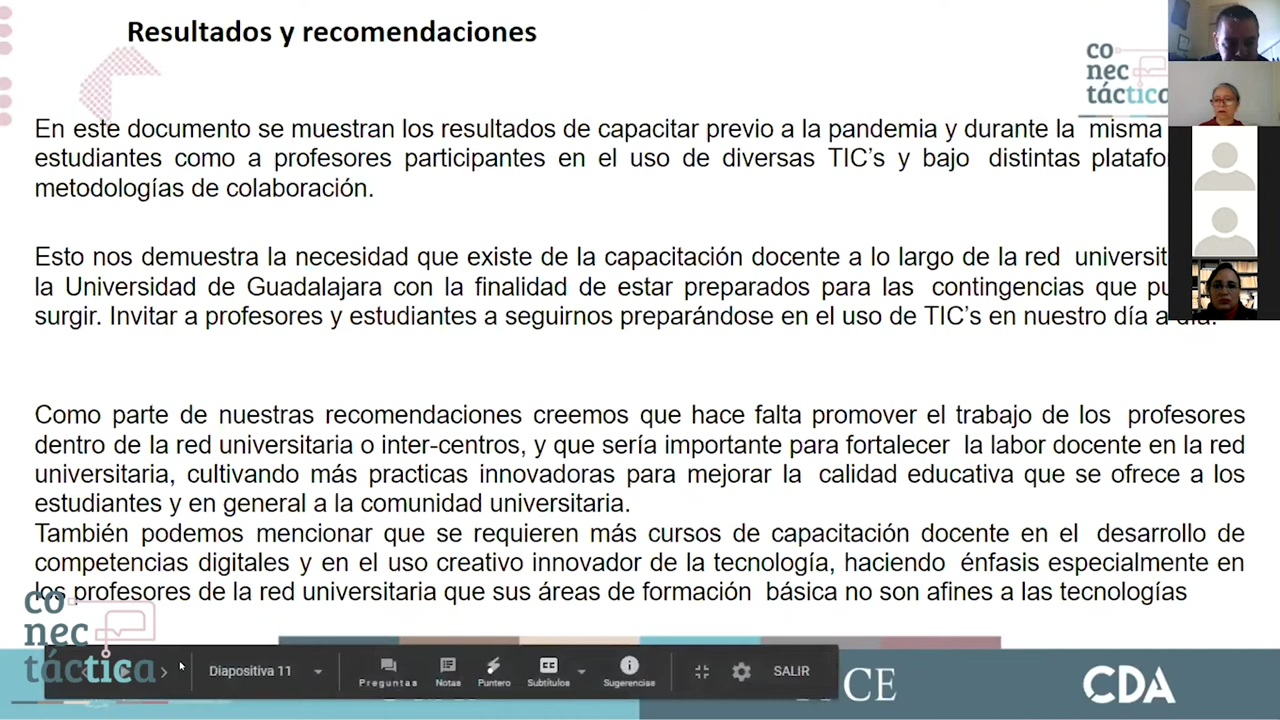 Resultados y recomendaciones
co
nec
táctica
En este documento se muestran los resultados de capacitar previo a la pandemia y durante la misma
estudiantes como a profesores participantes en el uso de diversas TIC’s y bajo distintas platafo
metodologías de colaboración.
Esto nos demuestra la necesidad que existe de la capacitación docente a lo largo de la red universit
la Universidad de Guadalajara con la finalidad de estar preparados para las contingencias que pu
surgir. Invitar a profesores y estudiantes a seguirnos preparándose en el uso de TIC’s en nuestro día a día.
Como parte de nuestras recomendaciones creemos que hace falta promover el trabajo de los profesores
dentro de la red universitaria o inter-centros, y que sería importante para fortalecer la labor docente en la red
universitaria, cultivando más practicas innovadoras para mejorar la calidad educativa que se ofrece a los
estudiantes y en general a la comunidad universitaria.
También podemos mencionar que se requieren más cursos de capacitación docente en el desarrollo de
competencias digitales y en el uso creativo innovador de la tecnología, haciendo énfasis especialmente en
los profesores de la red universitaria que sus áreas de formación básica no son afines a las tecnologías
co
nec
táctica
Diapositiva 11
Preguntas
Notas
Puntero
Subtítulos
Sugerencias
SALIR
CE
CDA